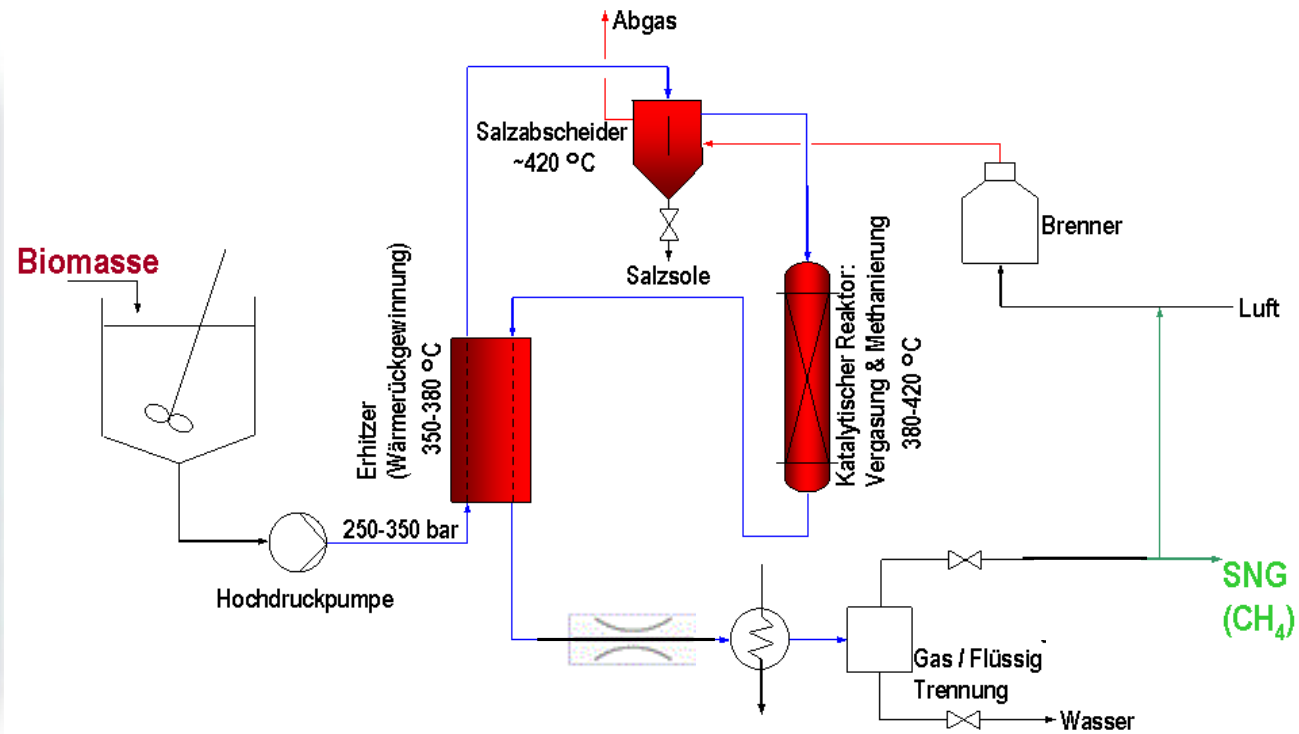 Abgas
Salzabscheider
~420 °C
Brenner
Biomasse
Salzsole
Luft
Erhitzer
(Wärmerückgewinnung)
350-380 °C
Katalytischer Reaktor:
Vergasung & Methanierung
380-420 °C
250-350 bar
Hochdruckpumpe
SNG
(CH₄)
Gas / Flüssig
Trennung
Wasser